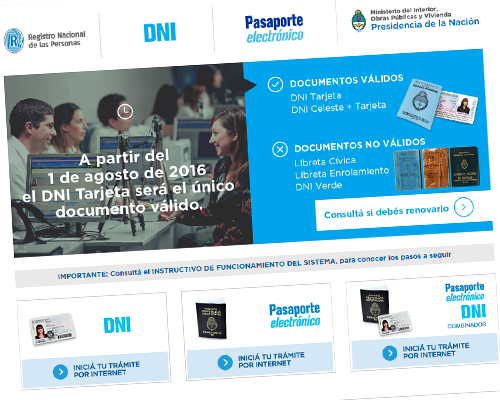 Registro Nacional
de las Personas
DNI
Pasaporte
electrónico
Ministerio del Interior,
Obras Públicas y Vivienda
Presidencia de la Nación
A partir del
1 de agosto de 2016
el DNI Tarjeta será el único
documento válido.
DOCUMENTOS VÁLIDOS
DNI Tarjeta
DNI Celeste + Tarjeta
DOCUMENTOS NO VÁLIDOS
Libreta Cívica
Libreta Enrolamiento
DNI Verde
Consultá si debés renovarlo
IMPORTANTE: Consultá el INSTRUCTIVO DE FUNCIONAMIENTO DEL SISTEMA, para conocer los pasos a seguir
DNI
INICIÁ TU TRÁMITE
POR INTERNET
Pasaporte
electrónico
INICIÁ TU TRÁMITE
POR INTERNET
Pasaporte
electrónico
DNI
COMBINADOR
INICIÁ TU TRÁMITE
POR INTERNET